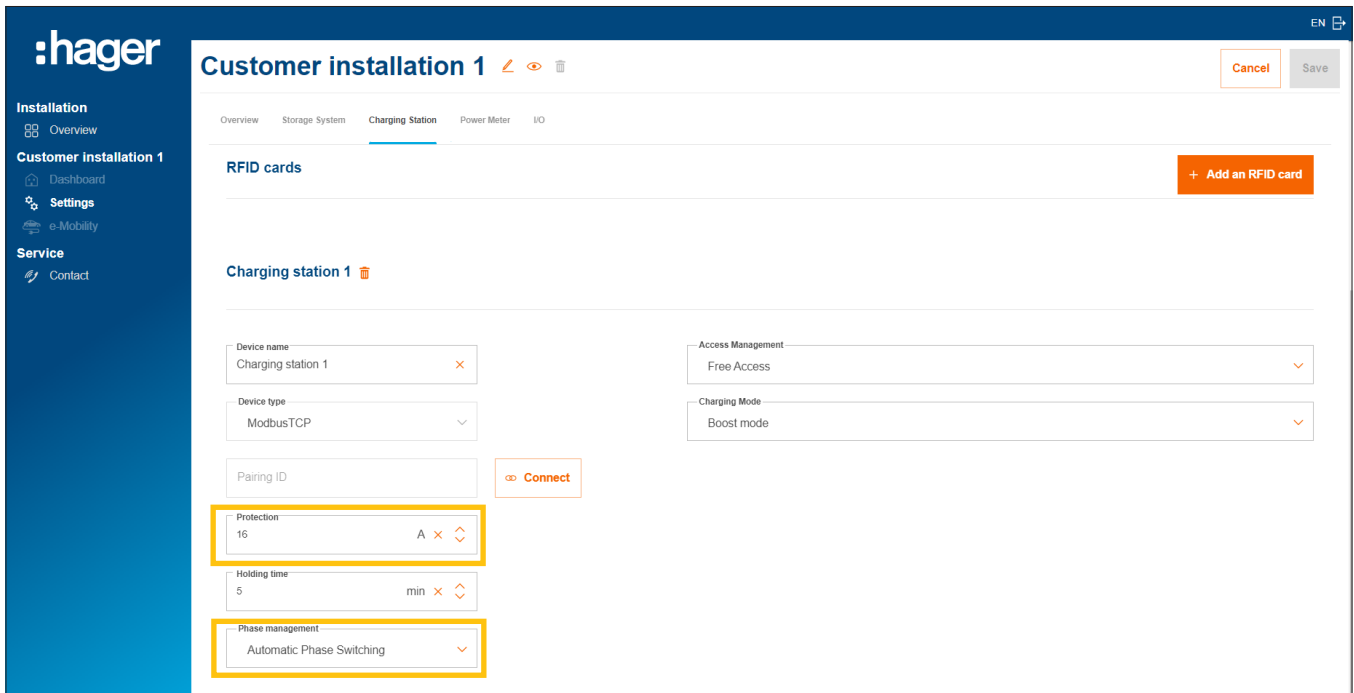 :hager
EN
Customer installation 1
Cancel
Save
Installation
Overview
Customer installation 1
Dashboard
Settings
e-Mobility
Service
Contact
Overview Storage System Charging Station Power Meter I/O
RFID cards
+ Add an RFID card
Charging station 1
Device name
Charging station 1
Access Management
Free Access
Device type
ModbusTCP
Charging Mode
Boost mode
Pairing ID
Connect
Protection
16 A
Holding time
5 min
Phase management
Automatic Phase Switching